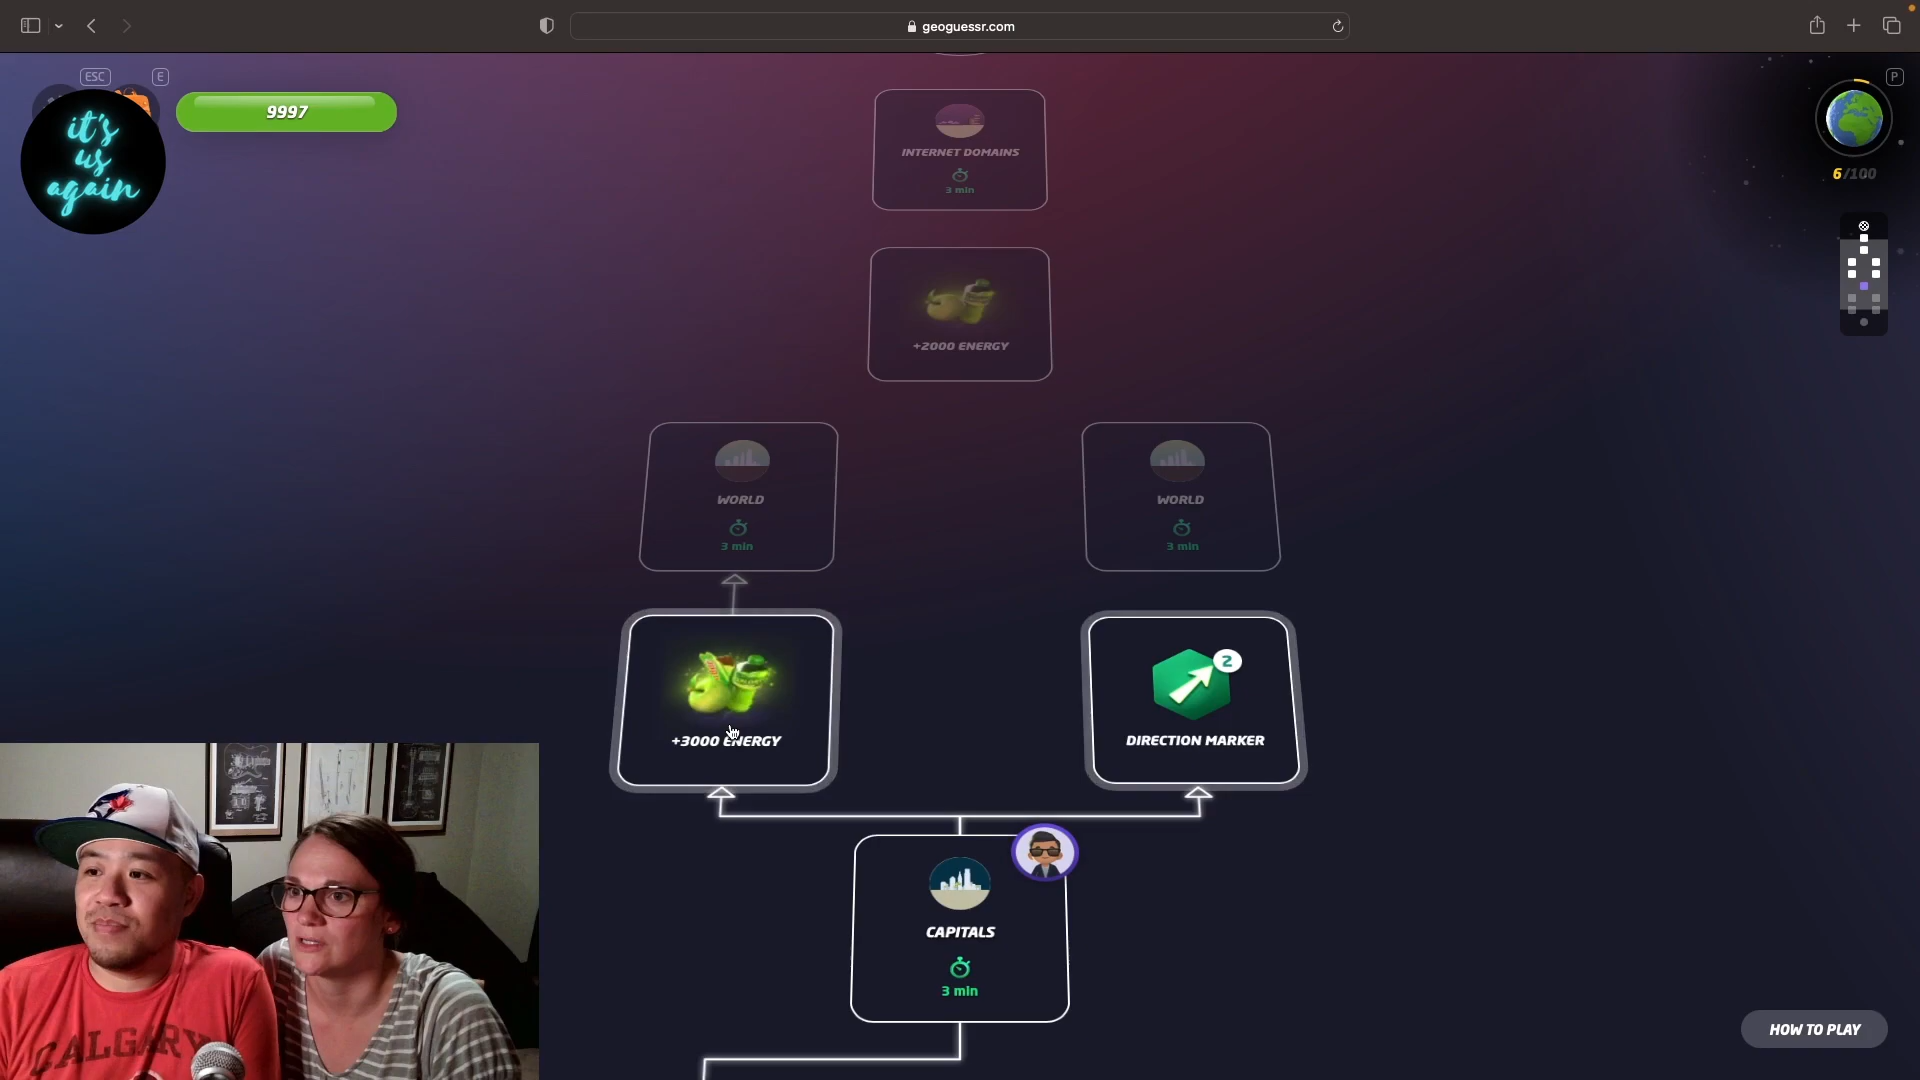 geoguessr.com
ESC
E
P
9997
it's
us
again
6/100
INTERNET DOMAINS
3 min
+2000 ENERGY
WORLD
3 min
WORLD
3 min
+3000 ENERGY
2
DIRECTION MARKER
CAPITALS
3 min
CALGARY
HOW TO PLAY